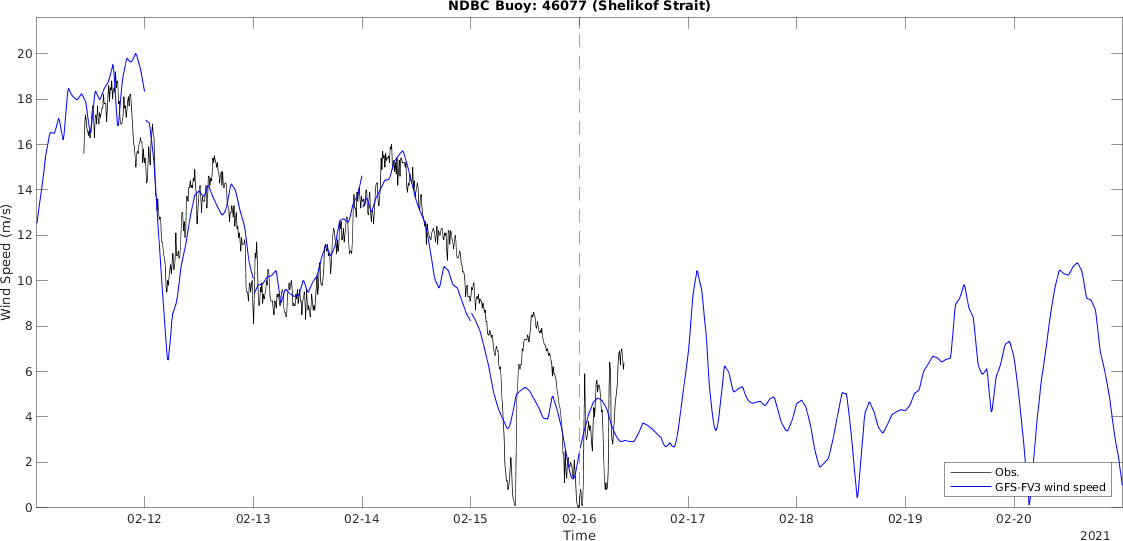 NDBC Buoy: 46077 (Shelikof Strait)
20
18
16
14
12
10
8
6
4
2
0
Wind Speed (m/s)
Obs.
GFS-FV3 wind speed
02-12 02-13 02-14 02-15 02-16 02-17 02-18 02-19 02-20
Time
2021